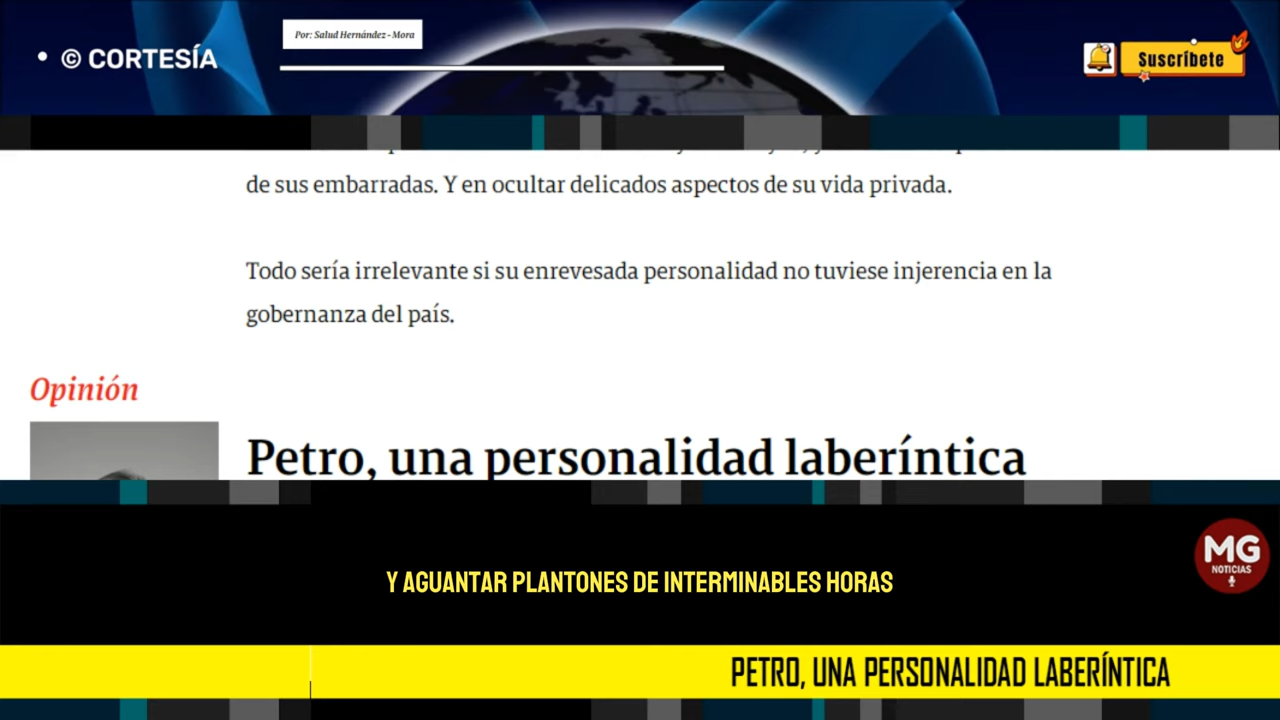 • © CORTESÍA
Por: Salud Hernández - Mora
Suscríbete
de sus embarradas. Y en ocultar delicados aspectos de su vida privada.
Todo sería irrelevante si su enrevesada personalidad no tuviese injerencia en la
gobernanza del país.
Opinión
Petro, una personalidad laberíntica
MG
NOTICIAS
Y AGUANTAR PLANTONES DE INTERMINABLES HORAS
PETRO, UNA PERSONALIDAD LABERÍNTICA